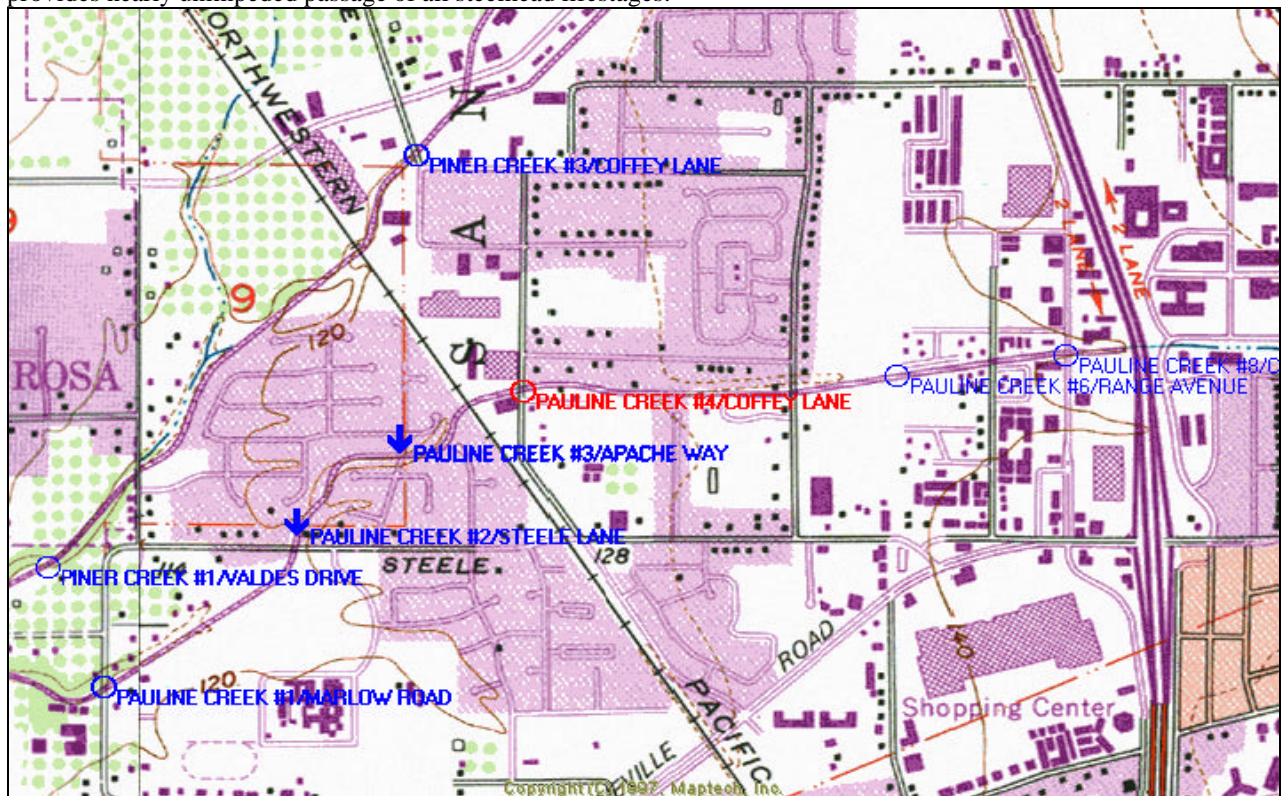 provides nearly unimpeded passage of all steelhead lifestages.
NORTHWESTERN
PINER CREEK #3/COFFEY LANE
S A N
2 LANE
2 LANE
9
120
ROSA
PAULINE CREEK #8/C
PAULINE CREEK #6/RANGE AVENUE
PAULINE CREEK #4/COFFEY LANE
PAULINE CREEK #3/APACHE WAY
PAULINE CREEK #2/STEELE LANE
128
STEELE
114
PINER CREEK #1/VALDES DRIVE
ROAD
140
120
PAULINE CREEK #1/MARLOW ROAD
PACIFIC
Shopping Center
VILLE
Copyright (C) 1997, Maptech, Inc.